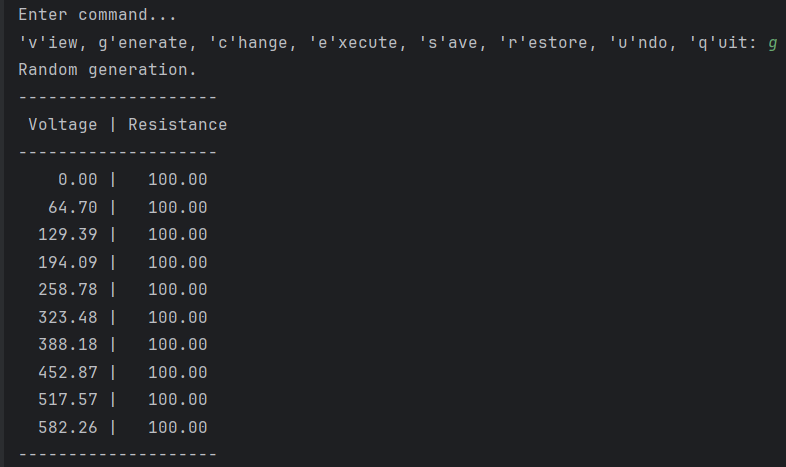 Enter command...
'v'iew, g'enerate, 'c'hange, 'e'xecute, 's'ave, 'r'estore, 'u'ndo, 'q'uit: g
Random generation.
--------------------
 Voltage | Resistance
--------------------
    0.00 |   100.00
   64.70 |   100.00
  129.39 |   100.00
  194.09 |   100.00
  258.78 |   100.00
  323.48 |   100.00
  388.18 |   100.00
  452.87 |   100.00
  517.57 |   100.00
  582.26 |   100.00
--------------------